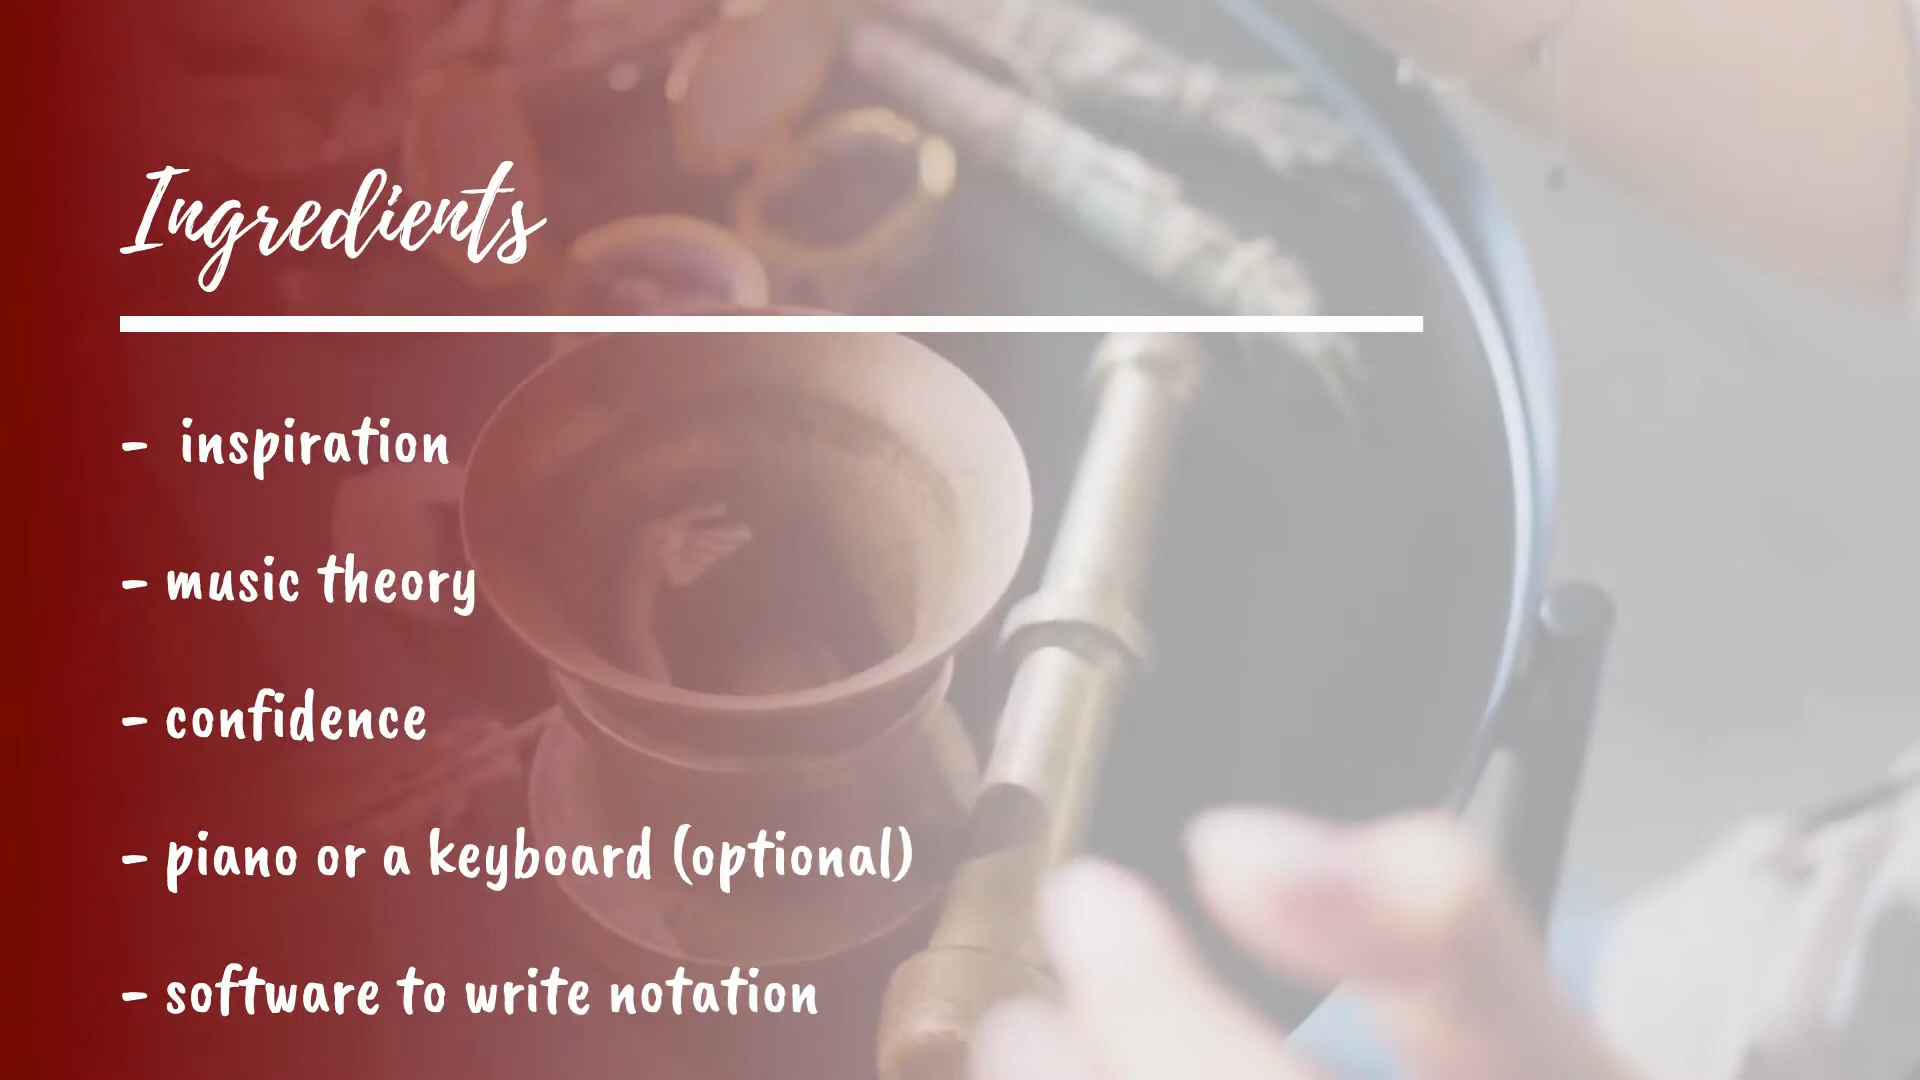 Ingredients
- inspiration
- music theory
- confidence
- piano or a keyboard (optional)
- software to write notation